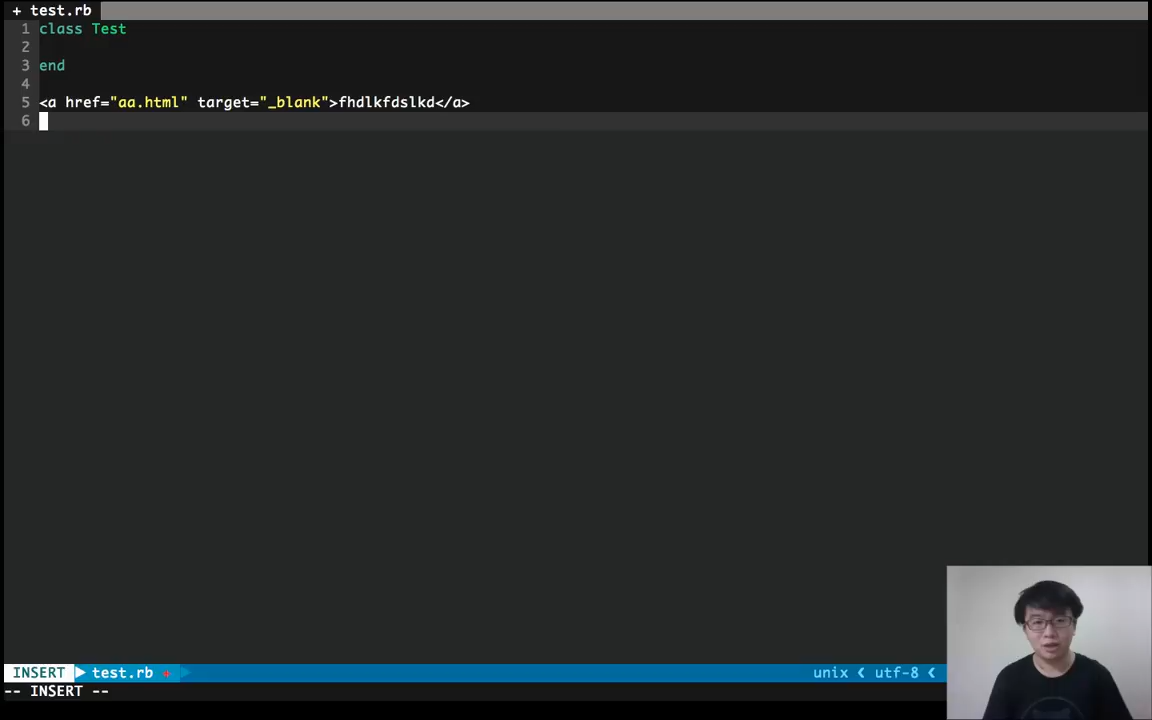 + test.rb
1 class Test
2
3 end
4
5 <a href="aa.html" target="_blank">fhdlkfdslkd</a>
6
INSERT test.rb + unix < utf-8 <
-- INSERT --